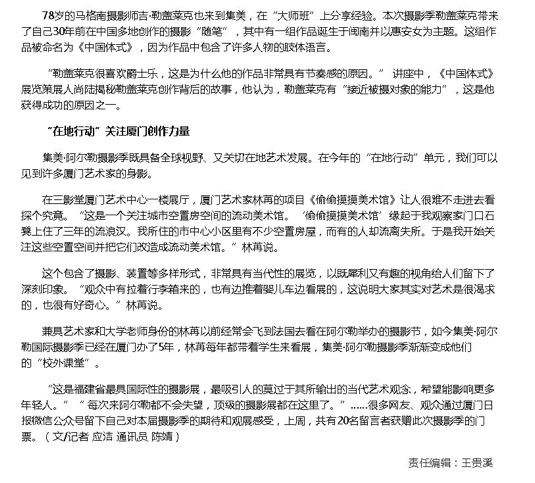 78岁的马格南摄影师吉·勒盖莱克也来到集美，在“大师班”上分享经验。本次摄影季勒盖莱克带来
了自己30年前在中国多地创作的摄影“随笔”，其中有一组作品诞生于闽南并以惠安女为主题。这组作
品被命名为《中国体式》，因为作品中包含了许多人物的肢体语言。
“勒盖莱克很喜欢爵士乐，这是为什么他的作品非常具有节奏感的原因。” 讲座中，《中国体式》
展览策展人尚陆揭秘勒盖莱克创作背后的故事，他认为，勒盖莱克有“接近被摄对象的能力”，这是他
获得成功的原因之一。
“在地行动”关注厦门创作力量
集美·阿尔勒摄影季既具备全球视野、又关切在地艺术发展。在今年的“在地行动”单元，我们可以
见到许多厦门艺术家的身影。
在三影堂厦门艺术中心一楼展厅，厦门艺术家林苒的项目《偷偷摸摸美术馆》让人很难不走进去看
探个究竟。“这是一个关注城市空置房空间的流动美术馆。‘偷偷摸摸美术馆’缘起于我观察家门口石
凳上住了三年的流浪汉。我所住的市中心小区里有不少空置房屋，而有的人却流离失所。于是我开始关
注这些空置空间并把它们改造成流动美术馆。”林苒说。
这个包含了摄影、装置等多样形式，非常具有当代性的展览，以既犀利又有趣的视角给人们留下了
深刻印象。“观众中有拉着行李箱来的，也有边推着婴儿车边看展的，这说明大家其实对艺术是很渴求
的，也很有好奇心。”林苒说。
兼具艺术家和大学老师身份的林苒以前经常会飞到法国去看在阿尔勒举办的摄影节，如今集美·阿尔
勒国际摄影季已经在厦门办了5年，林苒每年都带着学生来看展，集美·阿尔勒摄影季渐渐变成他们
的“校外课堂”。
“这是福建省最具国际性的摄影展，最吸引人的莫过于其所输出的当代艺术观念，希望能影响更多
年轻人。”“每次来阿尔勒都不会失望，顶级的摄影展都在这里了。”……很多网友、观众通过厦门日
报微信公众号留下自己对本届摄影季的期待和观展感受，上周，共有20名留言者获赠此次摄影季的门
票。（文/记者 应洁 通讯员 陈婧）
责任编辑：王贵溪